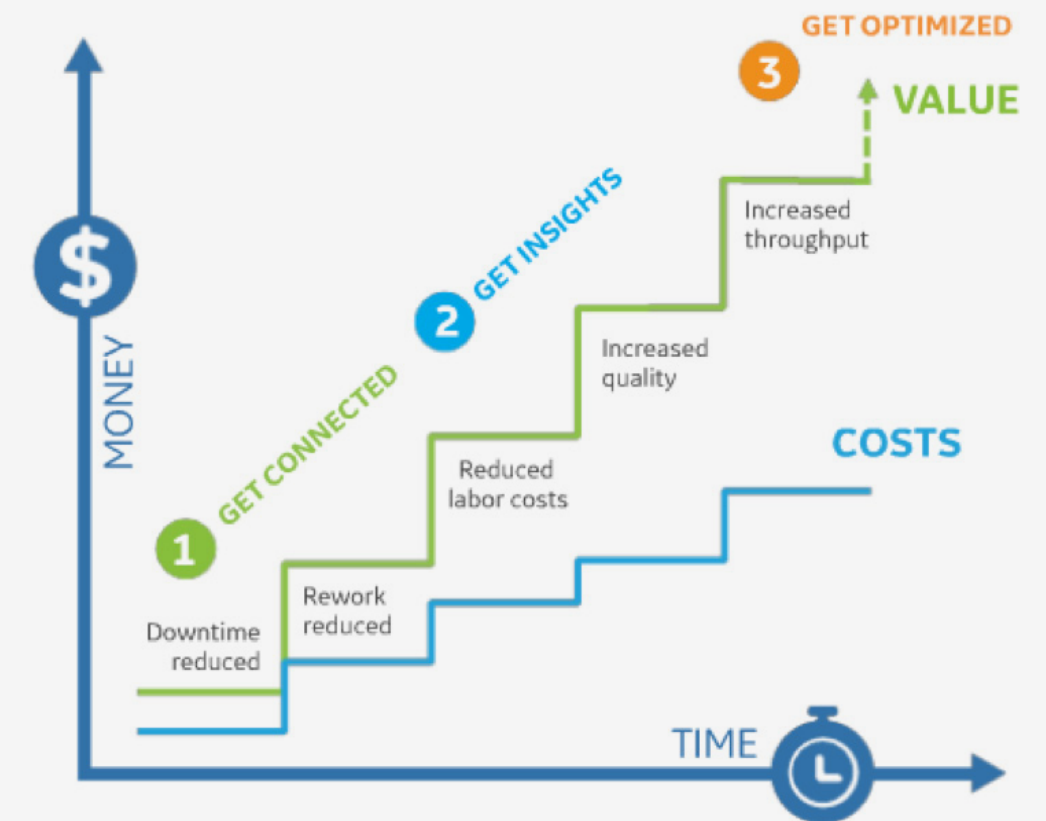 GET OPTIMIZED
3
VALUE
GET INSIGHTS
Increased
throughput
$
2
MONEY
Increased
quality
GET CONNECTED
COSTS
Reduced
labor costs
1
Rework
reduced
Downtime
reduced
TIME